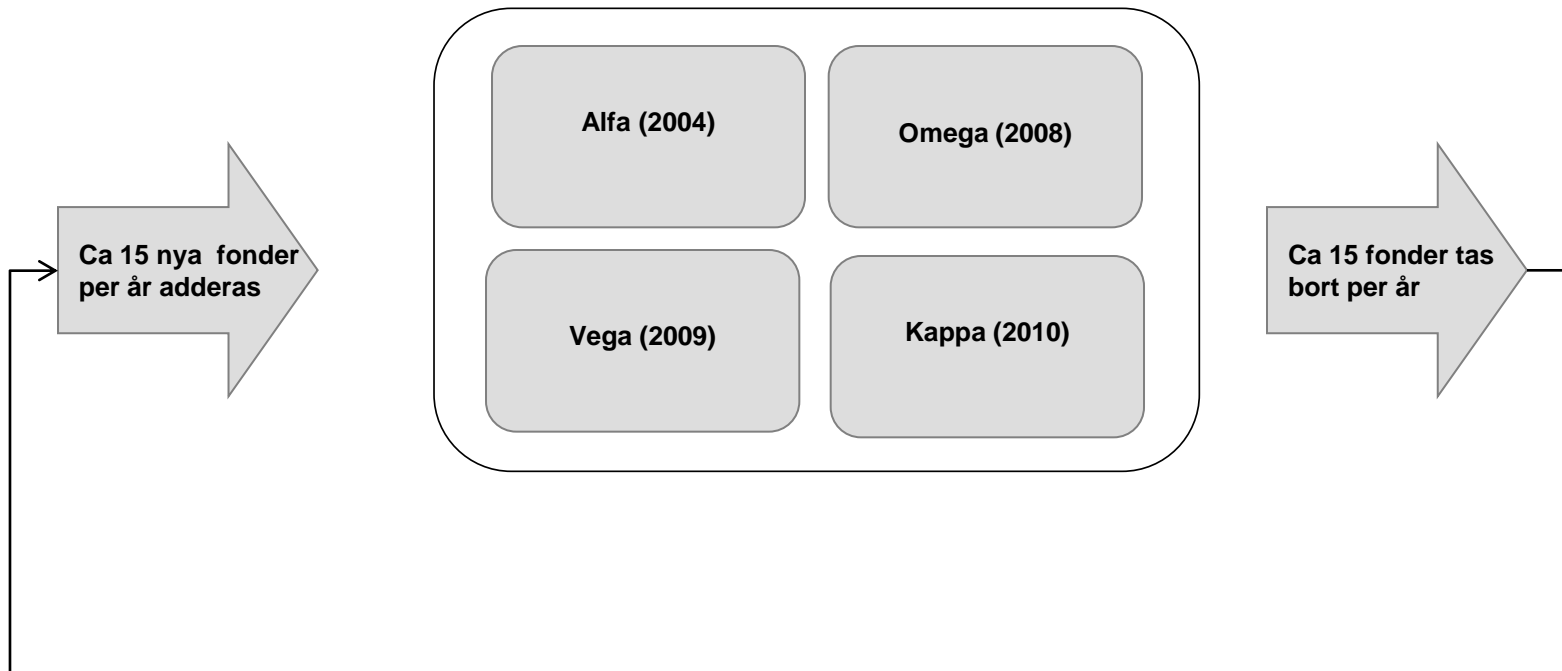 Alfa (2004)
Omega (2008)
Ca 15 nya  fonder
per år adderas
Ca 15 fonder tas
bort per år
Vega (2009)
Kappa (2010)